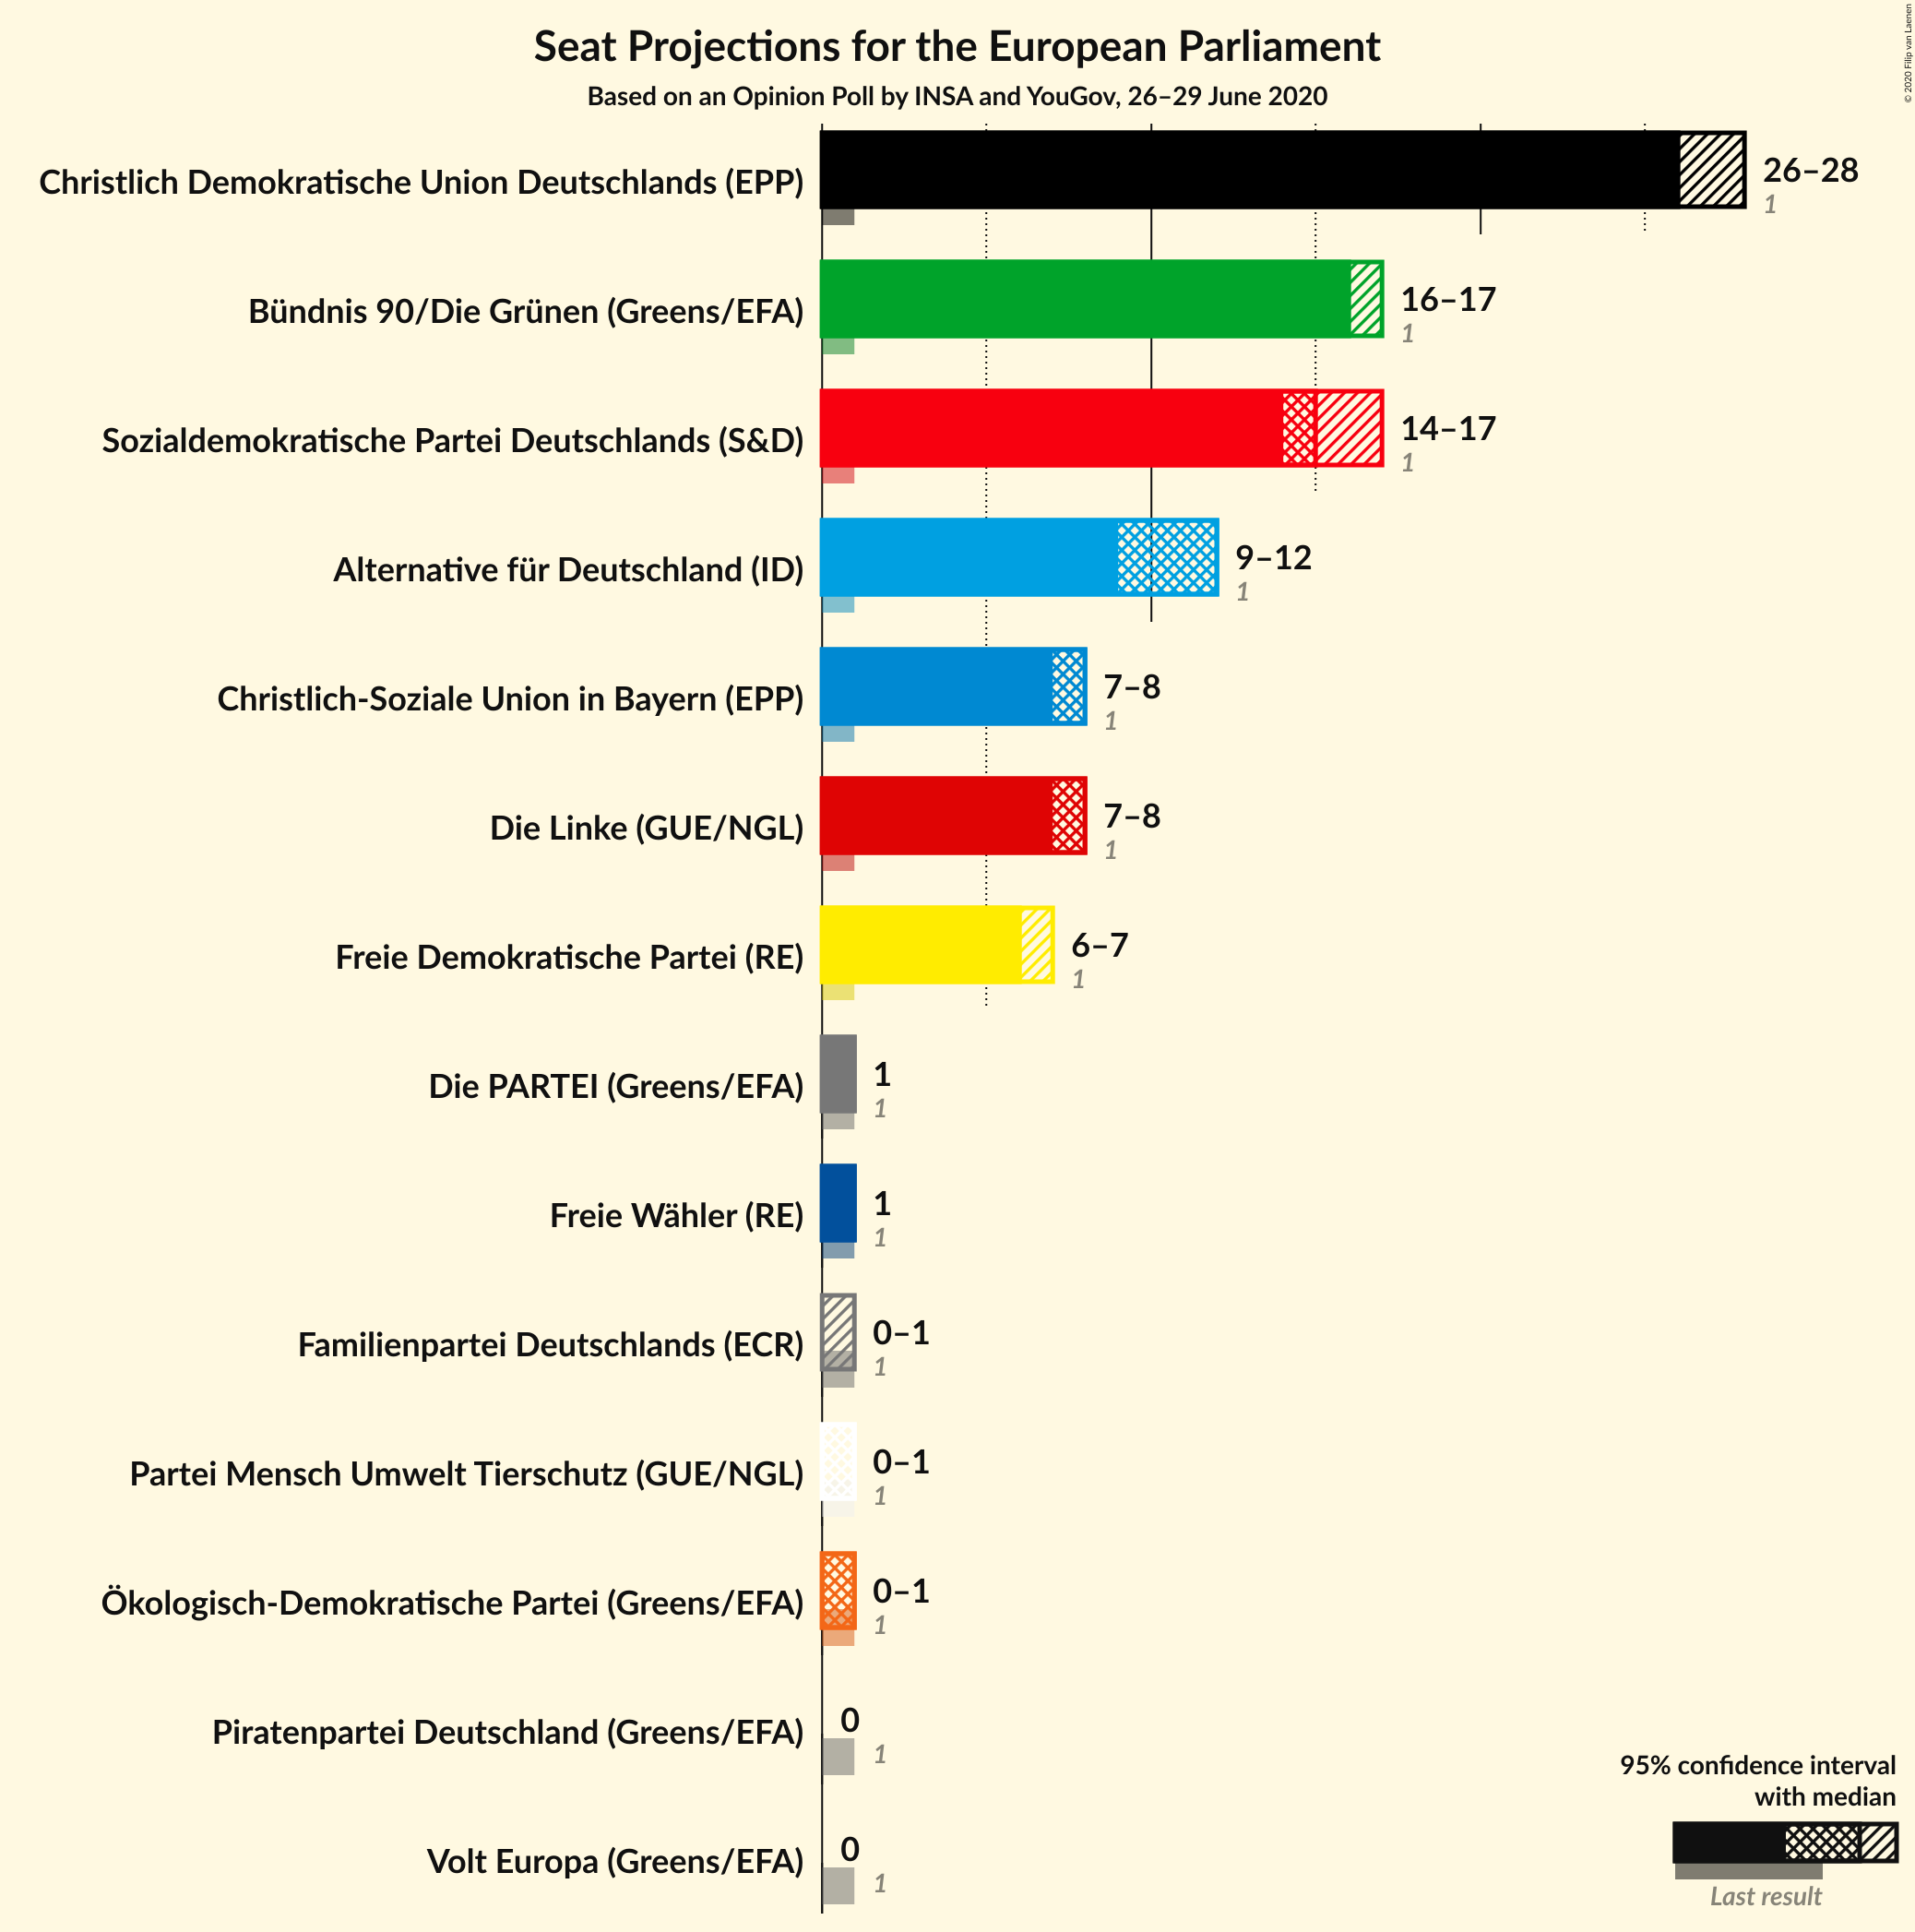 Seat Projections for the European Parliament
Based on an Opinion Poll by INSA and YouGov, 26–29 June 2020
© 2020 Filip van Laenen
Christlich Demokratische Union Deutschlands (EPP)
26–28
1
Bündnis 90/Die Grünen (Greens/EFA)
16–17
1
Sozialdemokratische Partei Deutschlands (S&D)
14–17
1
Alternative für Deutschland (ID)
9–12
1
Christlich-Soziale Union in Bayern (EPP)
7–8
1
Die Linke (GUE/NGL)
7–8
1
Freie Demokratische Partei (RE)
6–7
1
Die PARTEI (Greens/EFA)
1
1
Freie Wähler (RE)
1
1
Familienpartei Deutschlands (ECR)
0–1
1
Partei Mensch Umwelt Tierschutz (GUE/NGL)
0–1
1
Ökologisch-Demokratische Partei (Greens/EFA)
0–1
1
Piratenpartei Deutschland (Greens/EFA)
0
1
Volt Europa (Greens/EFA)
0
1
95% confidence interval
with median
Last result